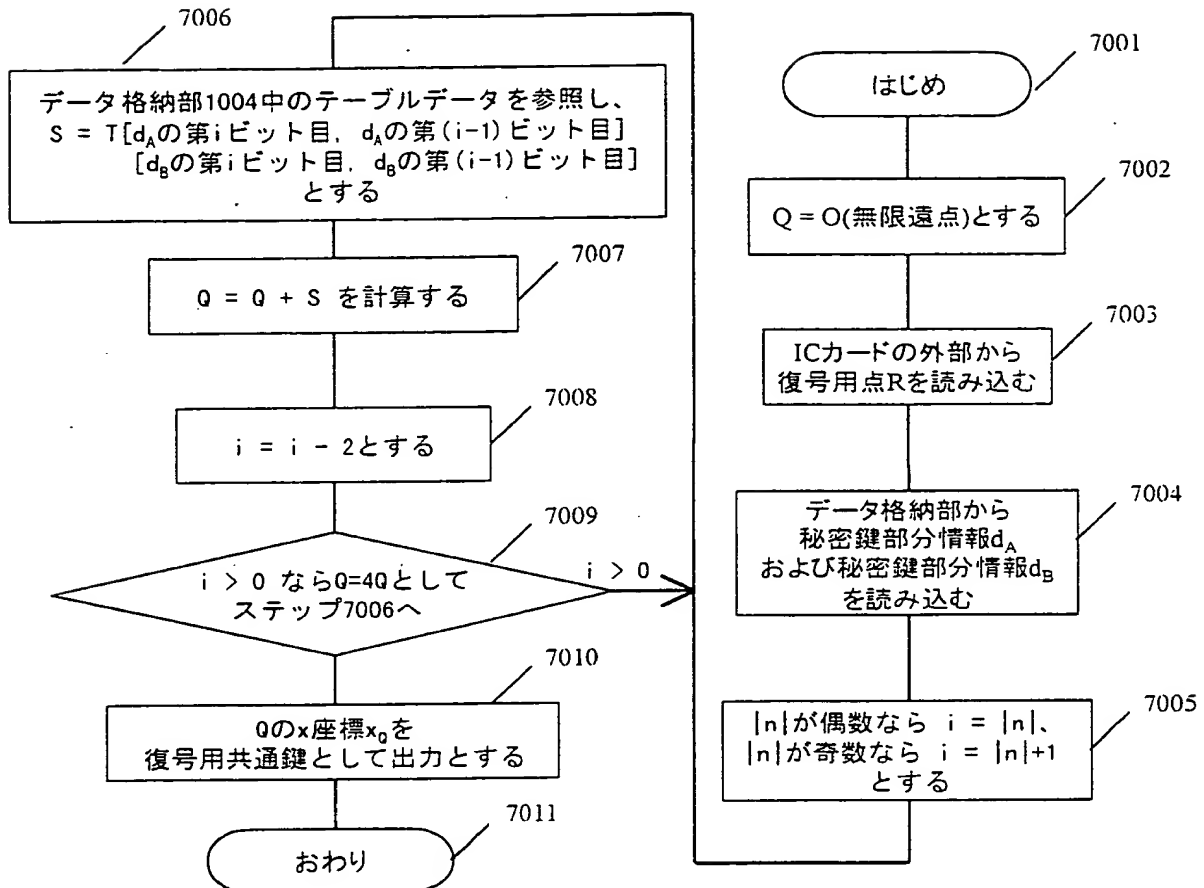 7001
はじめ
7002
Q = O(無限遠点)とする
7003
ICカードの外部から
復号用点Rを読み込む
7004
データ格納部から
秘密鍵部分情報d_A
および秘密鍵部分情報d_B
を読み込む
7005
|n|が偶数なら i = |n|、
|n|が奇数なら i = |n|+1
とする
7006
データ格納部1004中のテーブルデータを参照し、
S = T[d_Aの第iビット目, d_Aの第(i-1)ビット目]
[d_Bの第iビット目, d_Bの第(i-1)ビット目]
とする
7007
Q = Q + S を計算する
7008
i = i - 2とする
7009
i > 0 ならQ=4Qとして
ステップ7006へ
i > 0
7010
Qのx座標x_Qを
復号用共通鍵として出力とする
7011
おわり